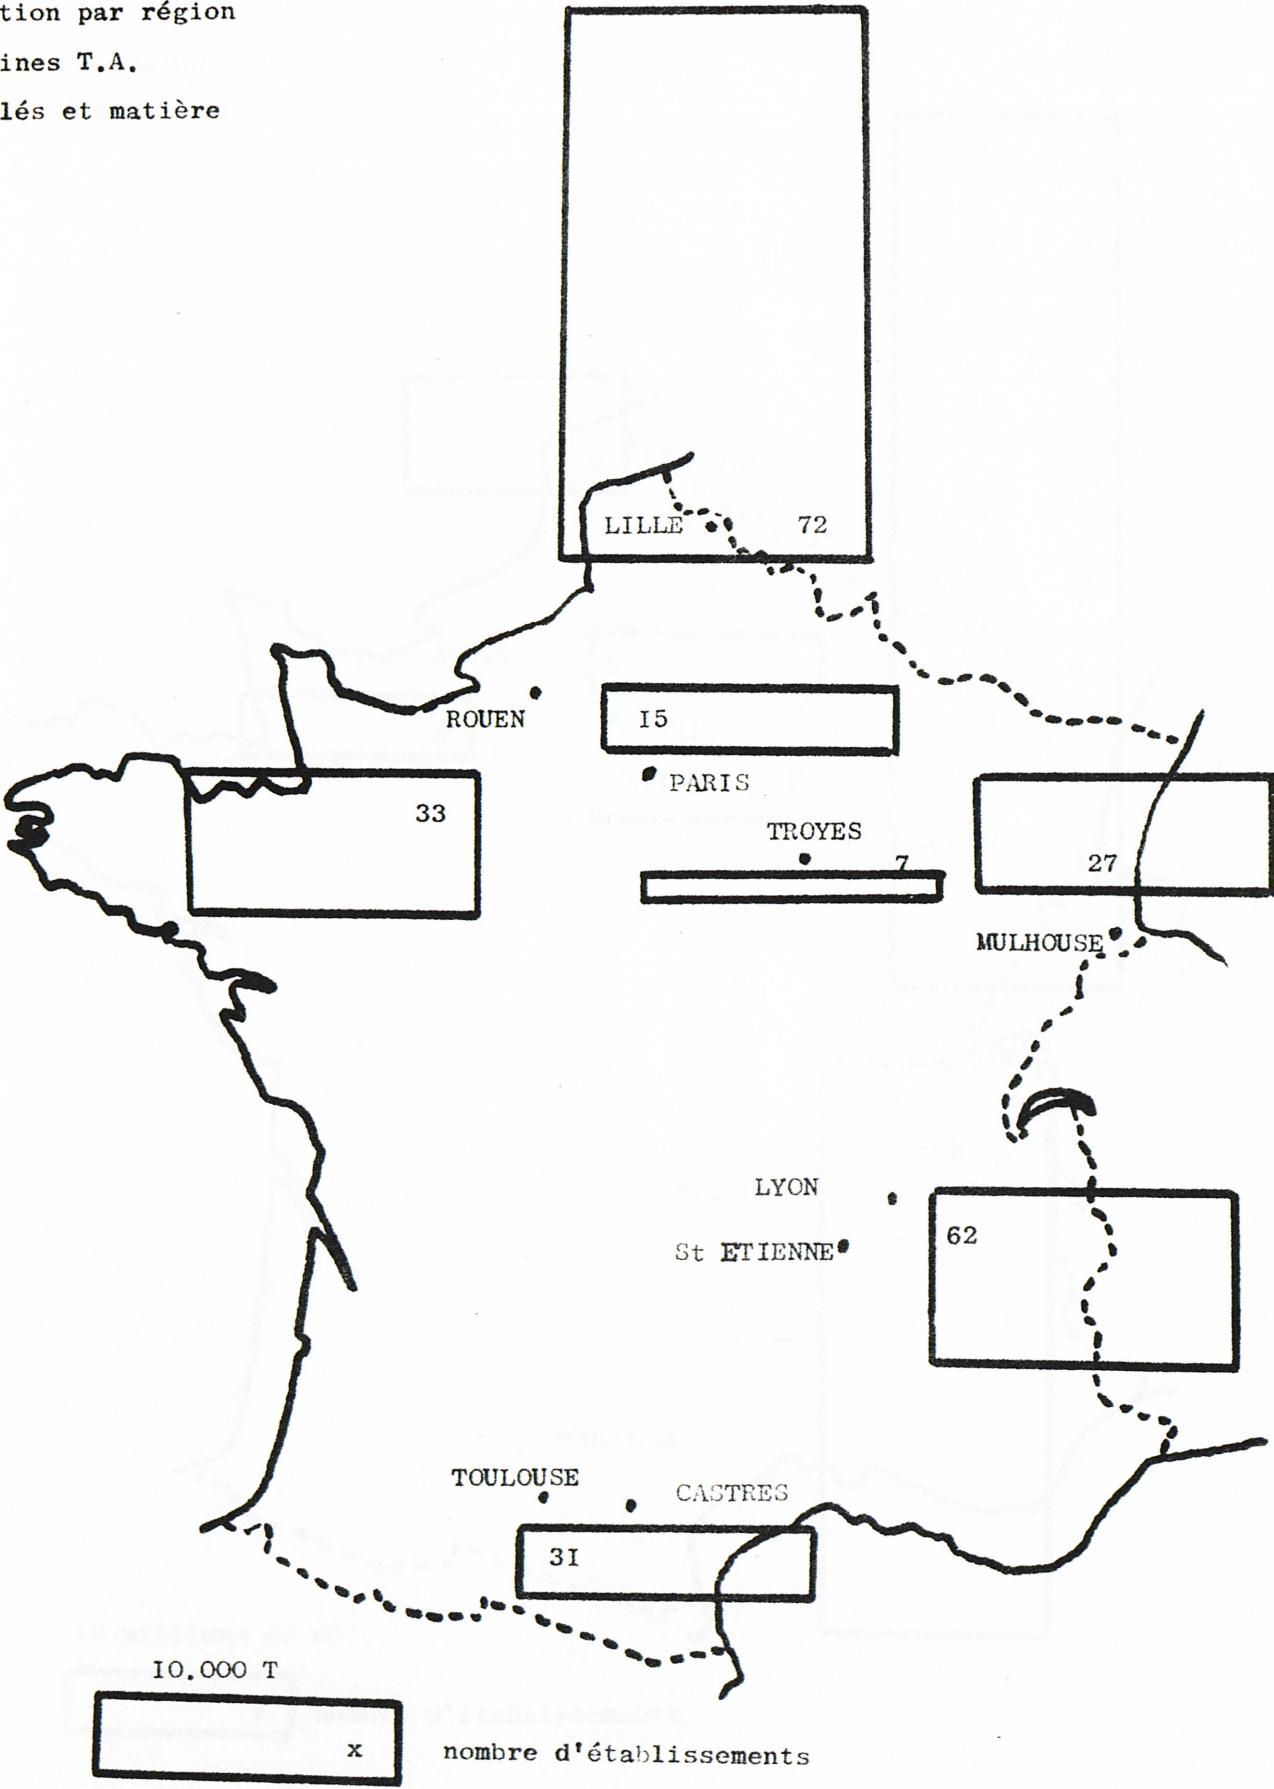 tion par région
ines T.A.
lés et matière
LILLE 72
ROUEN
I5
PARIS
33
TROYES
7
27
MULHOUSE
LYON
St ETIENNE
62
TOULOUSE
CASTRES
3I
I0.000 T
x nombre d'établissements